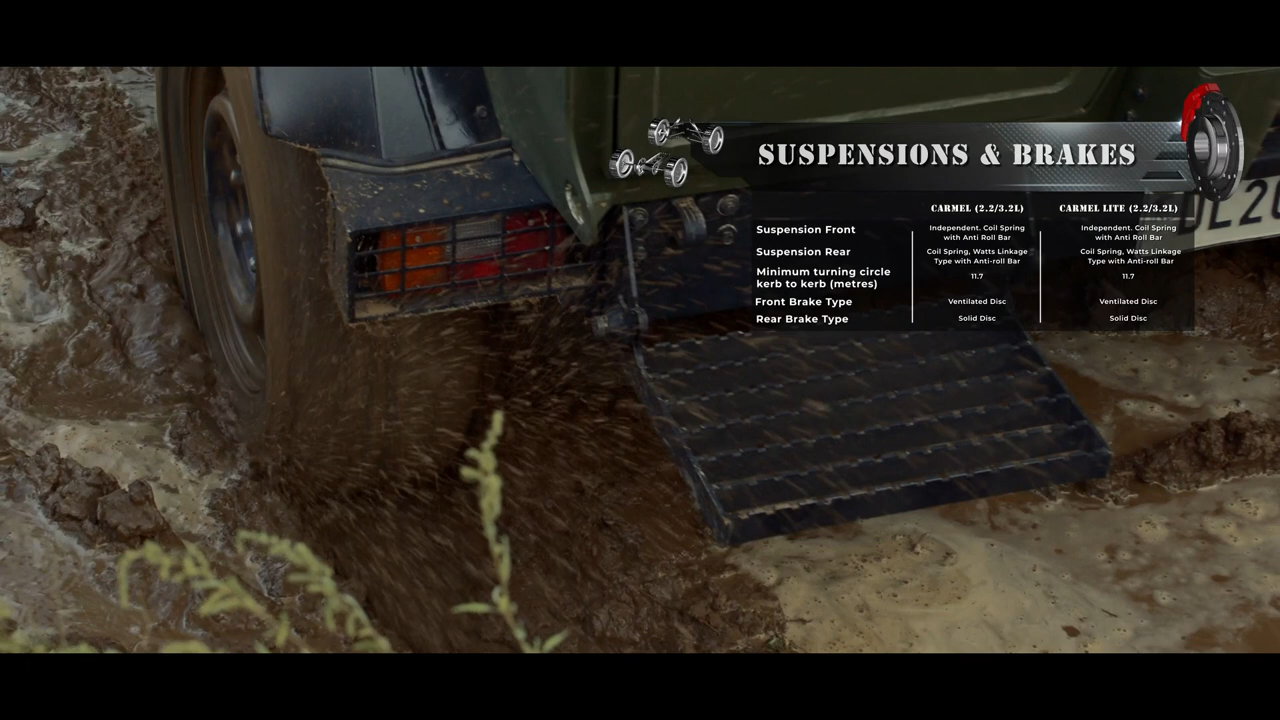 SUSPENSIONS & BRAKES
CARMEL (2.2/3.2L) CARMEL LITE (2.2/3.2L)
Suspension Front
Independent. Coil Spring
with Anti Roll Bar
Independent. Coil Spring
with Anti Roll Bar
Suspension Rear
Coil Spring, Watts Linkage
Type with Anti-roll Bar
Coil Spring, Watts Linkage
Type with Anti-roll Bar
Minimum turning circle
kerb to kerb (metres)
11.7 11.7
Front Brake Type Ventilated Disc Ventilated Disc
Rear Brake Type Solid Disc Solid Disc